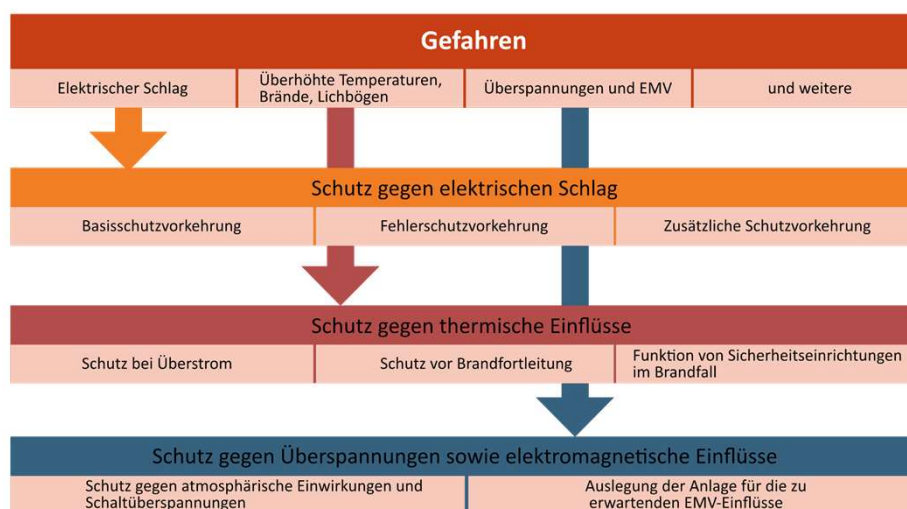 Gefahren
Elektrischer Schlag
Überhöhte Temperaturen,
Brände, Lichbögen
Überspannungen und EMV
und weitere
Schutz gegen elektrischen Schlag
Basisschutzvorkehrung
Fehlerschutzvorkehrung
Zusätzliche Schutzvorkehrung
Schutz gegen thermische Einflüsse
Schutz bei Überstrom
Schutz vor Brandfortleitung
Funktion von Sicherheitseinrichtungen
im Brandfall
Schutz gegen Überspannungen sowie elektromagnetische Einflüsse
Schutz gegen atmosphärische Einwirkungen und
Schaltüberspannungen
Auslegung der Anlage für die zu
erwartenden EMV-Einflüsse